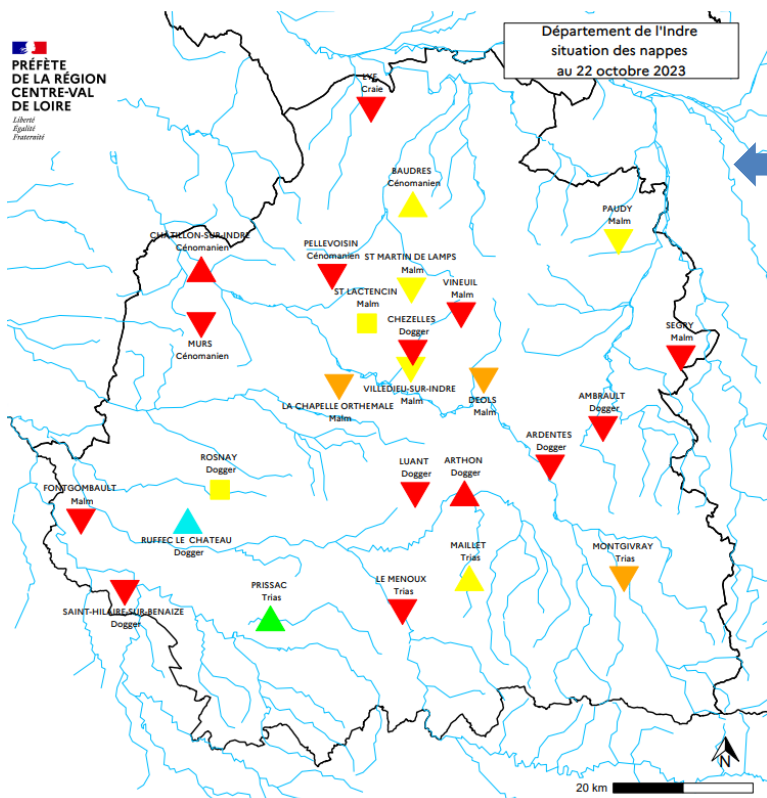 PRÉFÈTE
DE LA RÉGION
CENTRE-VAL
DE LOIRE
Liberté
Égalité
Fraternité
Département de l'Indre
situation des nappes
au 22 octobre 2023
LYE
Craie
BAUDRES
Cénomanien
PAUDY
Malm
CHATILLON-SUR-INDRE
Cénomanien
PELLEVOISIN
Cénomanien
ST MARTIN DE LAMPS
Malm
VINEUIL
Malm
ST LACTENCIN
Malm
CHEZELLES
Dogger
SEGRY
Malm
MURS
Cénomanien
VILLEDIEU-SUR-INDRE
Malm
DEOLS
Malm
LA CHAPELLE ORTHEMALE
Malm
AMBRAULT
Dogger
ARDENTES
Dogger
ROSNAY
Dogger
LUANT
Dogger
ARTHON
Dogger
FONTGOMBAULT
Malm
RUFFEC LE CHATEAU
Dogger
MAILLET
Trias
MONTGIVRAY
Trias
PRISSAC
Trias
LE MENOUX
Trias
SAINT-HILAIRE-SUR-BENAIZE
Dogger
N
20 km